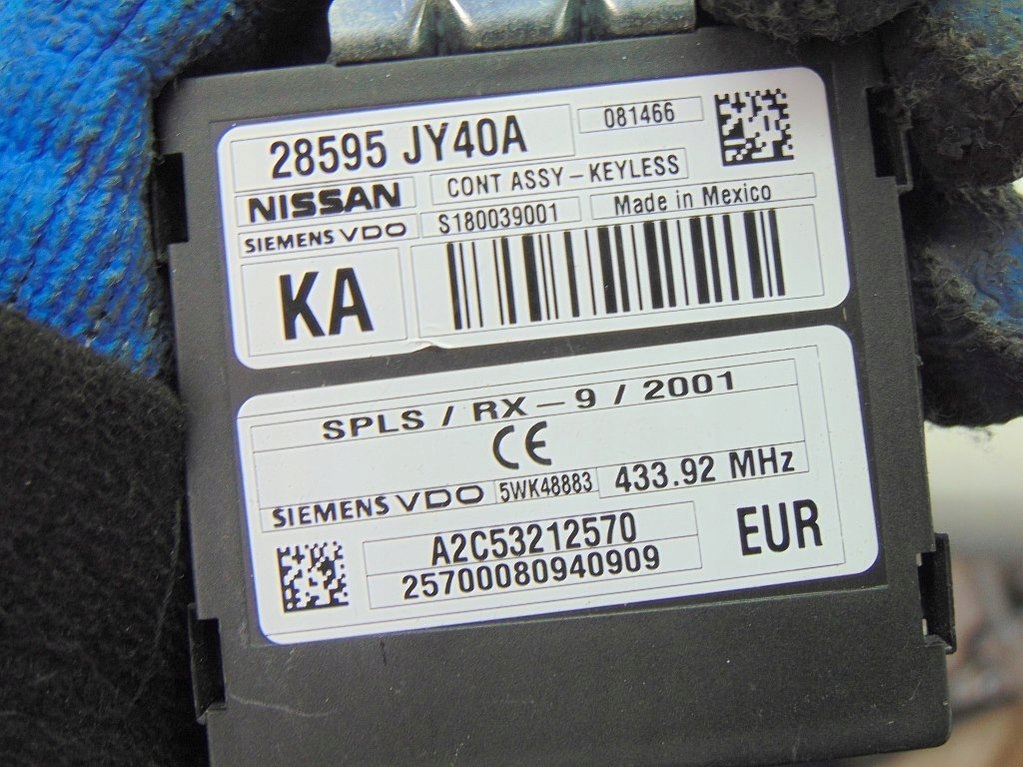 28595 JY40A
081466
NISSAN
CONT ASSY – KEYLESS
SIEMENS VDO
S180039001
Made in Mexico
KA
SPLS / RX – 9 / 2001
CE
SIEMENS VDO
5WK48883
433.92 MHz
A2C53212570
25700080940909
EUR